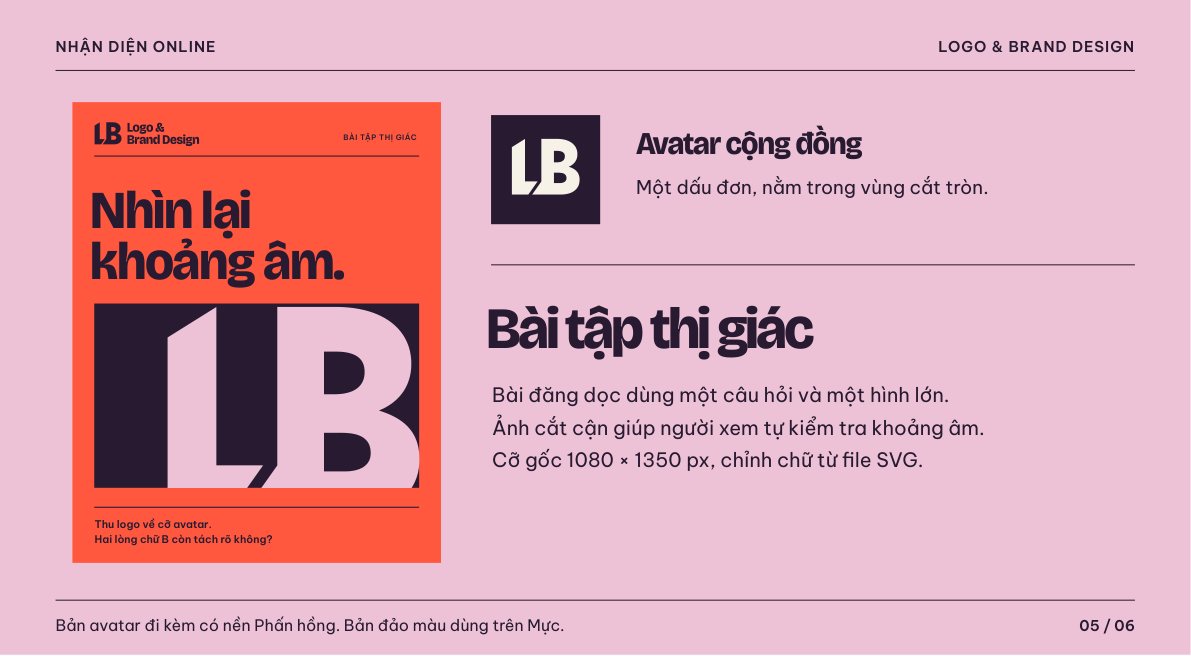 NHẬN DIỆN ONLINE
LOGO & BRAND DESIGN
LB Logo &
Brand Design
BÀI TẬP THỊ GIÁC
Nhìn lại
khoảng âm.
LB
Thu logo về cỡ avatar.
Hai lòng chữ B còn tách rõ không?
LB
Avatar cộng đồng
Một dấu đơn, nằm trong vùng cắt tròn.
Bài tập thị giác
Bài đăng dọc dùng một câu hỏi và một hình lớn.
Ảnh cắt cận giúp người xem tự kiểm tra khoảng âm.
Cỡ gốc 1080 × 1350 px, chỉnh chữ từ file SVG.
Bản avatar đi kèm có nền Phấn hồng. Bản đảo màu dùng trên Mực.
05 / 06